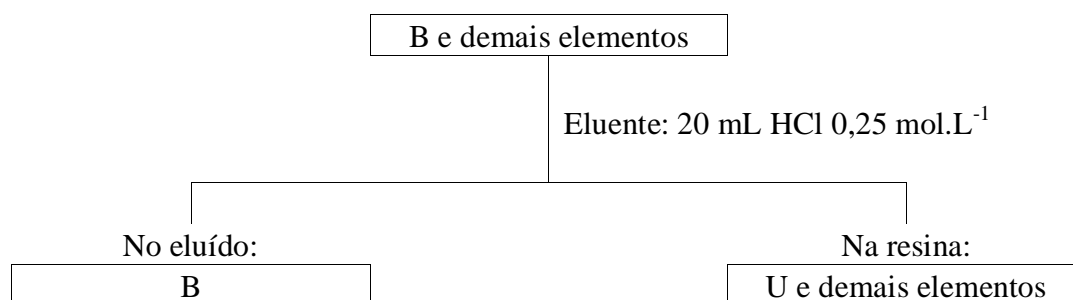 B e demais elementos
Eluente: 20 mL HCl 0,25 mol.L⁻¹
No eluído:
Na resina:
B
U e demais elementos